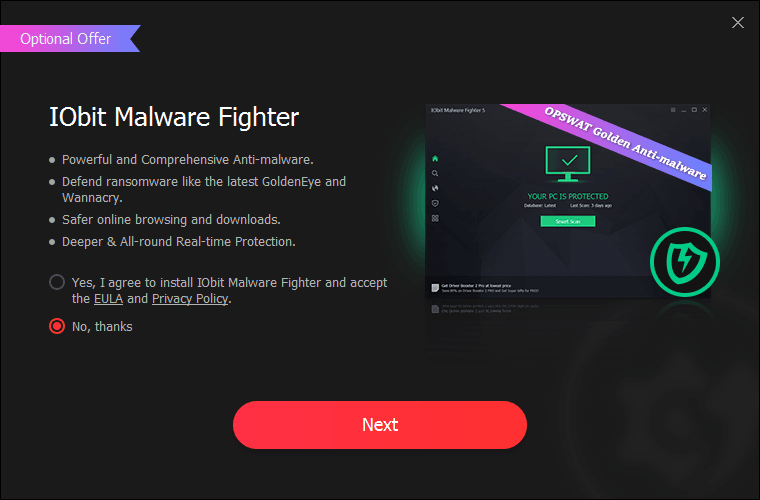 Optional Offer
IObit Malware Fighter
Powerful and Comprehensive Anti-malware.
Defend ransomware like the latest GoldenEye and
Wannacry.
Safer online browsing and downloads.
Deeper & All-round Real-time Protection.
Yes, I agree to install IObit Malware Fighter and accept
the EULA and Privacy Policy.
No, thanks
IObit Malware Fighter 5
OPSWAT Golden Anti-malware
YOUR PC IS PROTECTED
Database: Latest Last Scan: 3 days ago
Smart Scan
Get Driver Booster 2 Pro at lowest price
Next